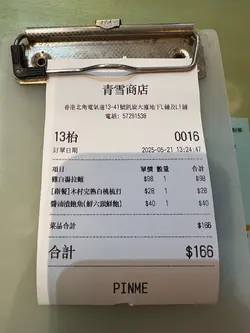 青雪商店
香港北角電氣道13-41號凱旋大廈地下L舖及L1舖
電話: 57291538
13枱 0016
訂單日期 2025-05-21 13:24:47
項目 單價 數量 合計
雞白湯拉麵 $98 1 $98
[跟餐]木村完熟白桃梳打 $28 1 $28
醬油漬鮑魚(鮮六頭鮮鮑) $40 1 $40
菜品合計 $166
合計 $166
PINME